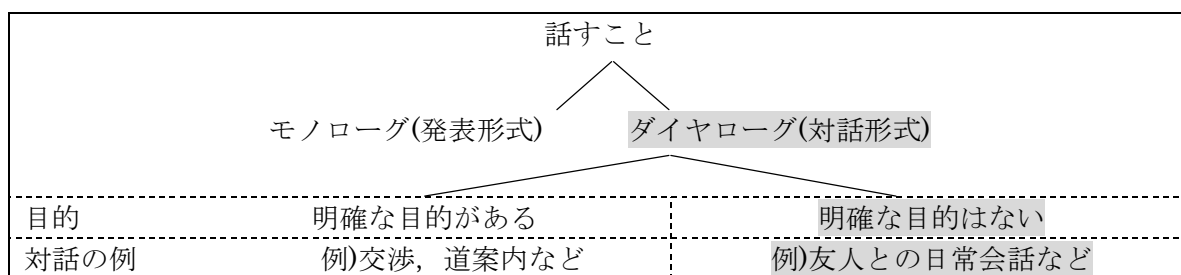 話すこと
モノローグ(発表形式) ダイヤローグ(対話形式)
目的 明確な目的がある 明確な目的はない
対話の例 例)交渉，道案内など 例)友人との日常会話など